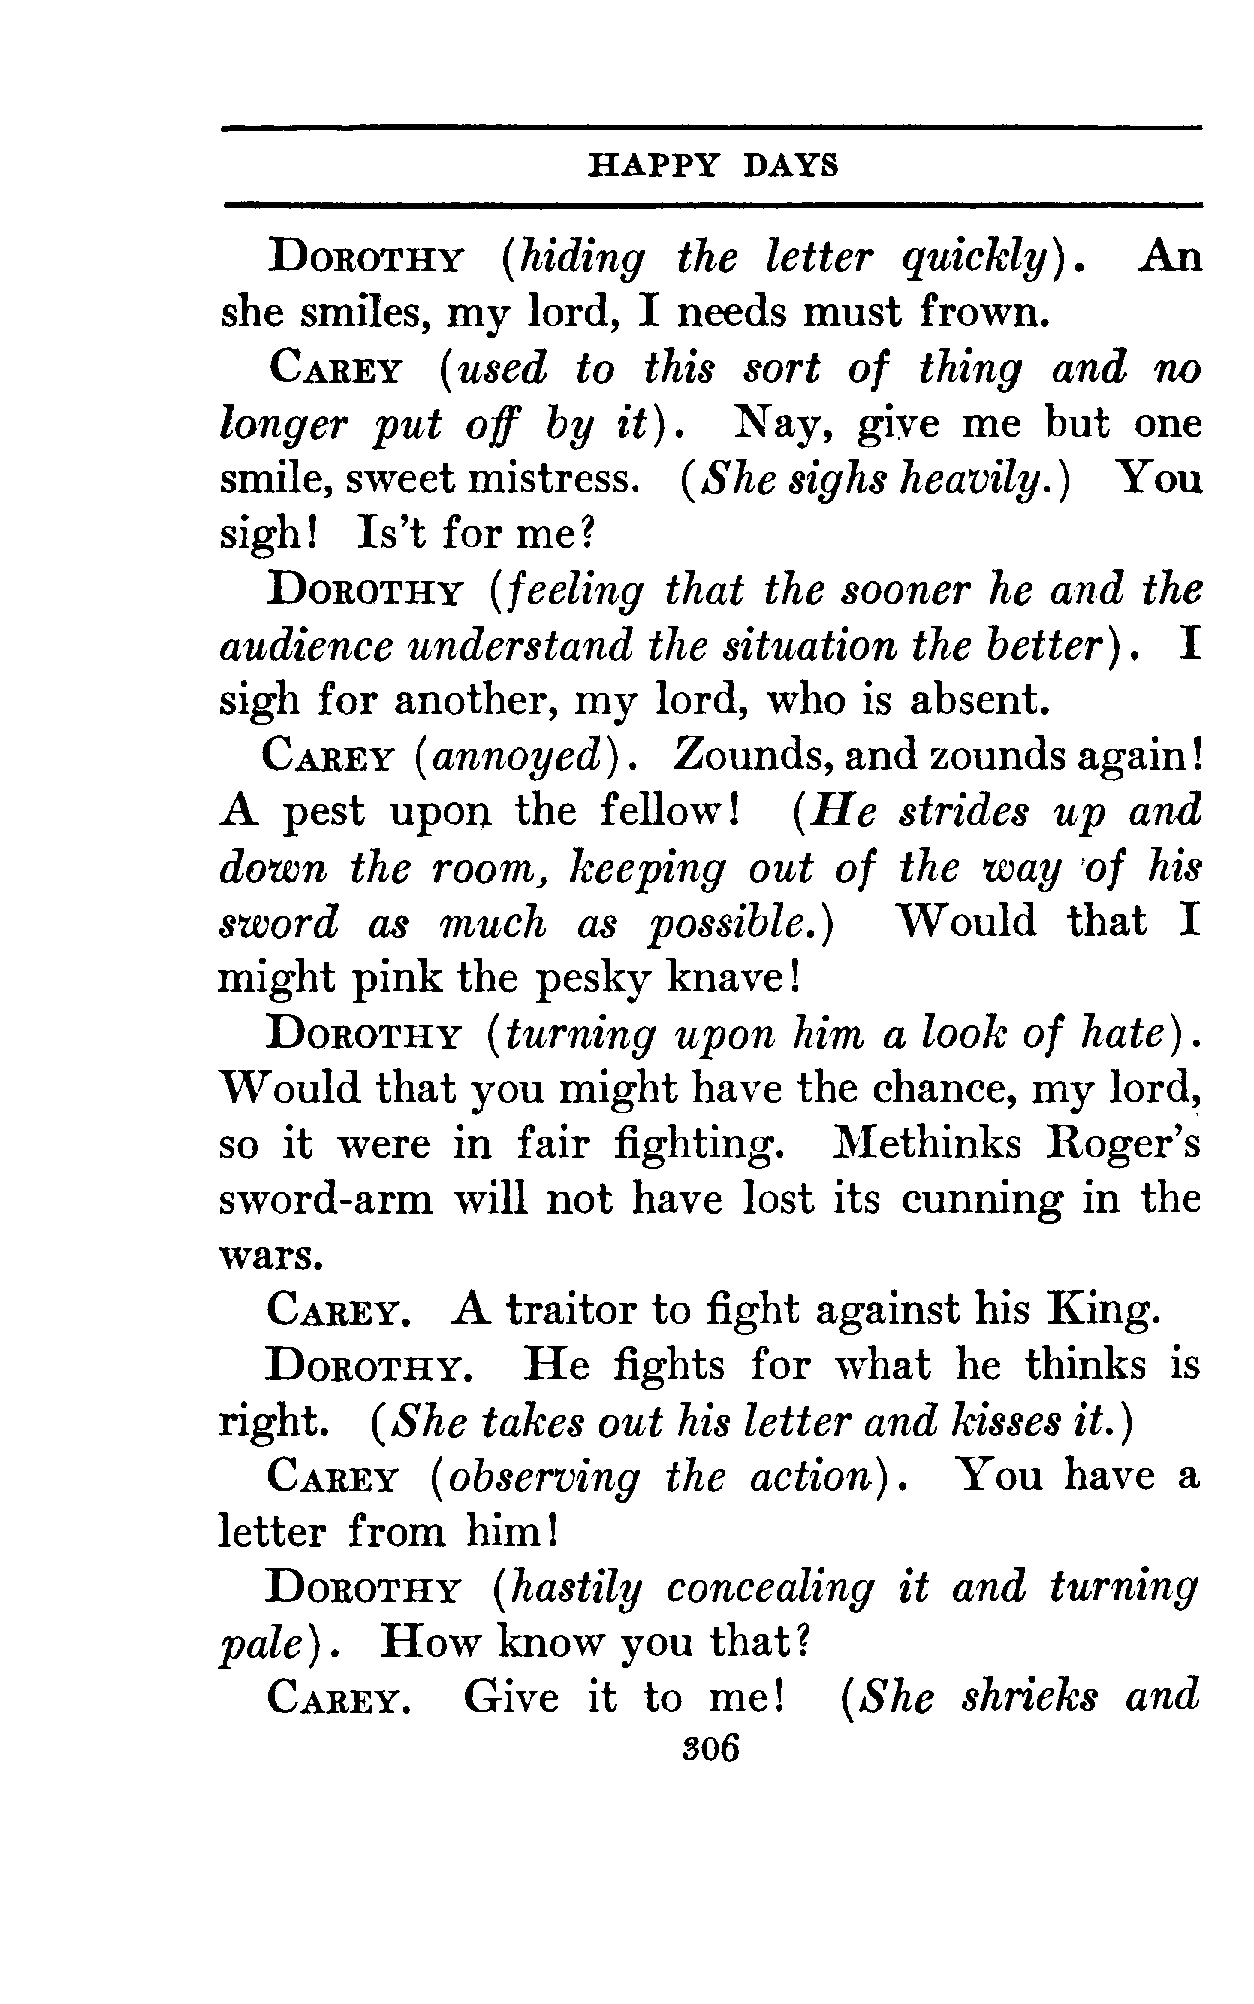 HAPPY DAYS
DOROTHY (hiding the letter quickly). An
she smiles, my lord, I needs must frown.
CAREY (used to this sort of thing and no
longer put off by it). Nay, give me but one
smile, sweet mistress. (She sighs heavily.) You
sigh! Is't for me?
DOROTHY (feeling that the sooner he and the
audience understand the situation the better). I
sigh for another, my lord, who is absent.
CAREY (annoyed). Zounds, and zounds again!
A pest upon the fellow! (He strides up and
down the room, keeping out of the way of his
sword as much as possible.) Would that I
might pink the pesky knave!
DOROTHY (turning upon him a look of hate).
Would that you might have the chance, my lord,
so it were in fair fighting. Methinks Roger's
sword-arm will not have lost its cunning in the
wars.
CAREY. A traitor to fight against his King.
DOROTHY. He fights for what he thinks is
right. (She takes out his letter and kisses it.)
CAREY (observing the action). You have a
letter from him!
DOROTHY (hastily concealing it and turning
pale). How know you that?
CAREY. Give it to me! (She shrieks and
306